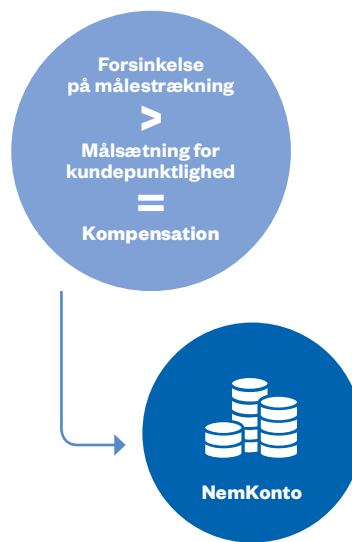 Forsinkelse
på målestrækning
>
Målsætning for
kundepunktlighed
=
Kompensation
NemKonto